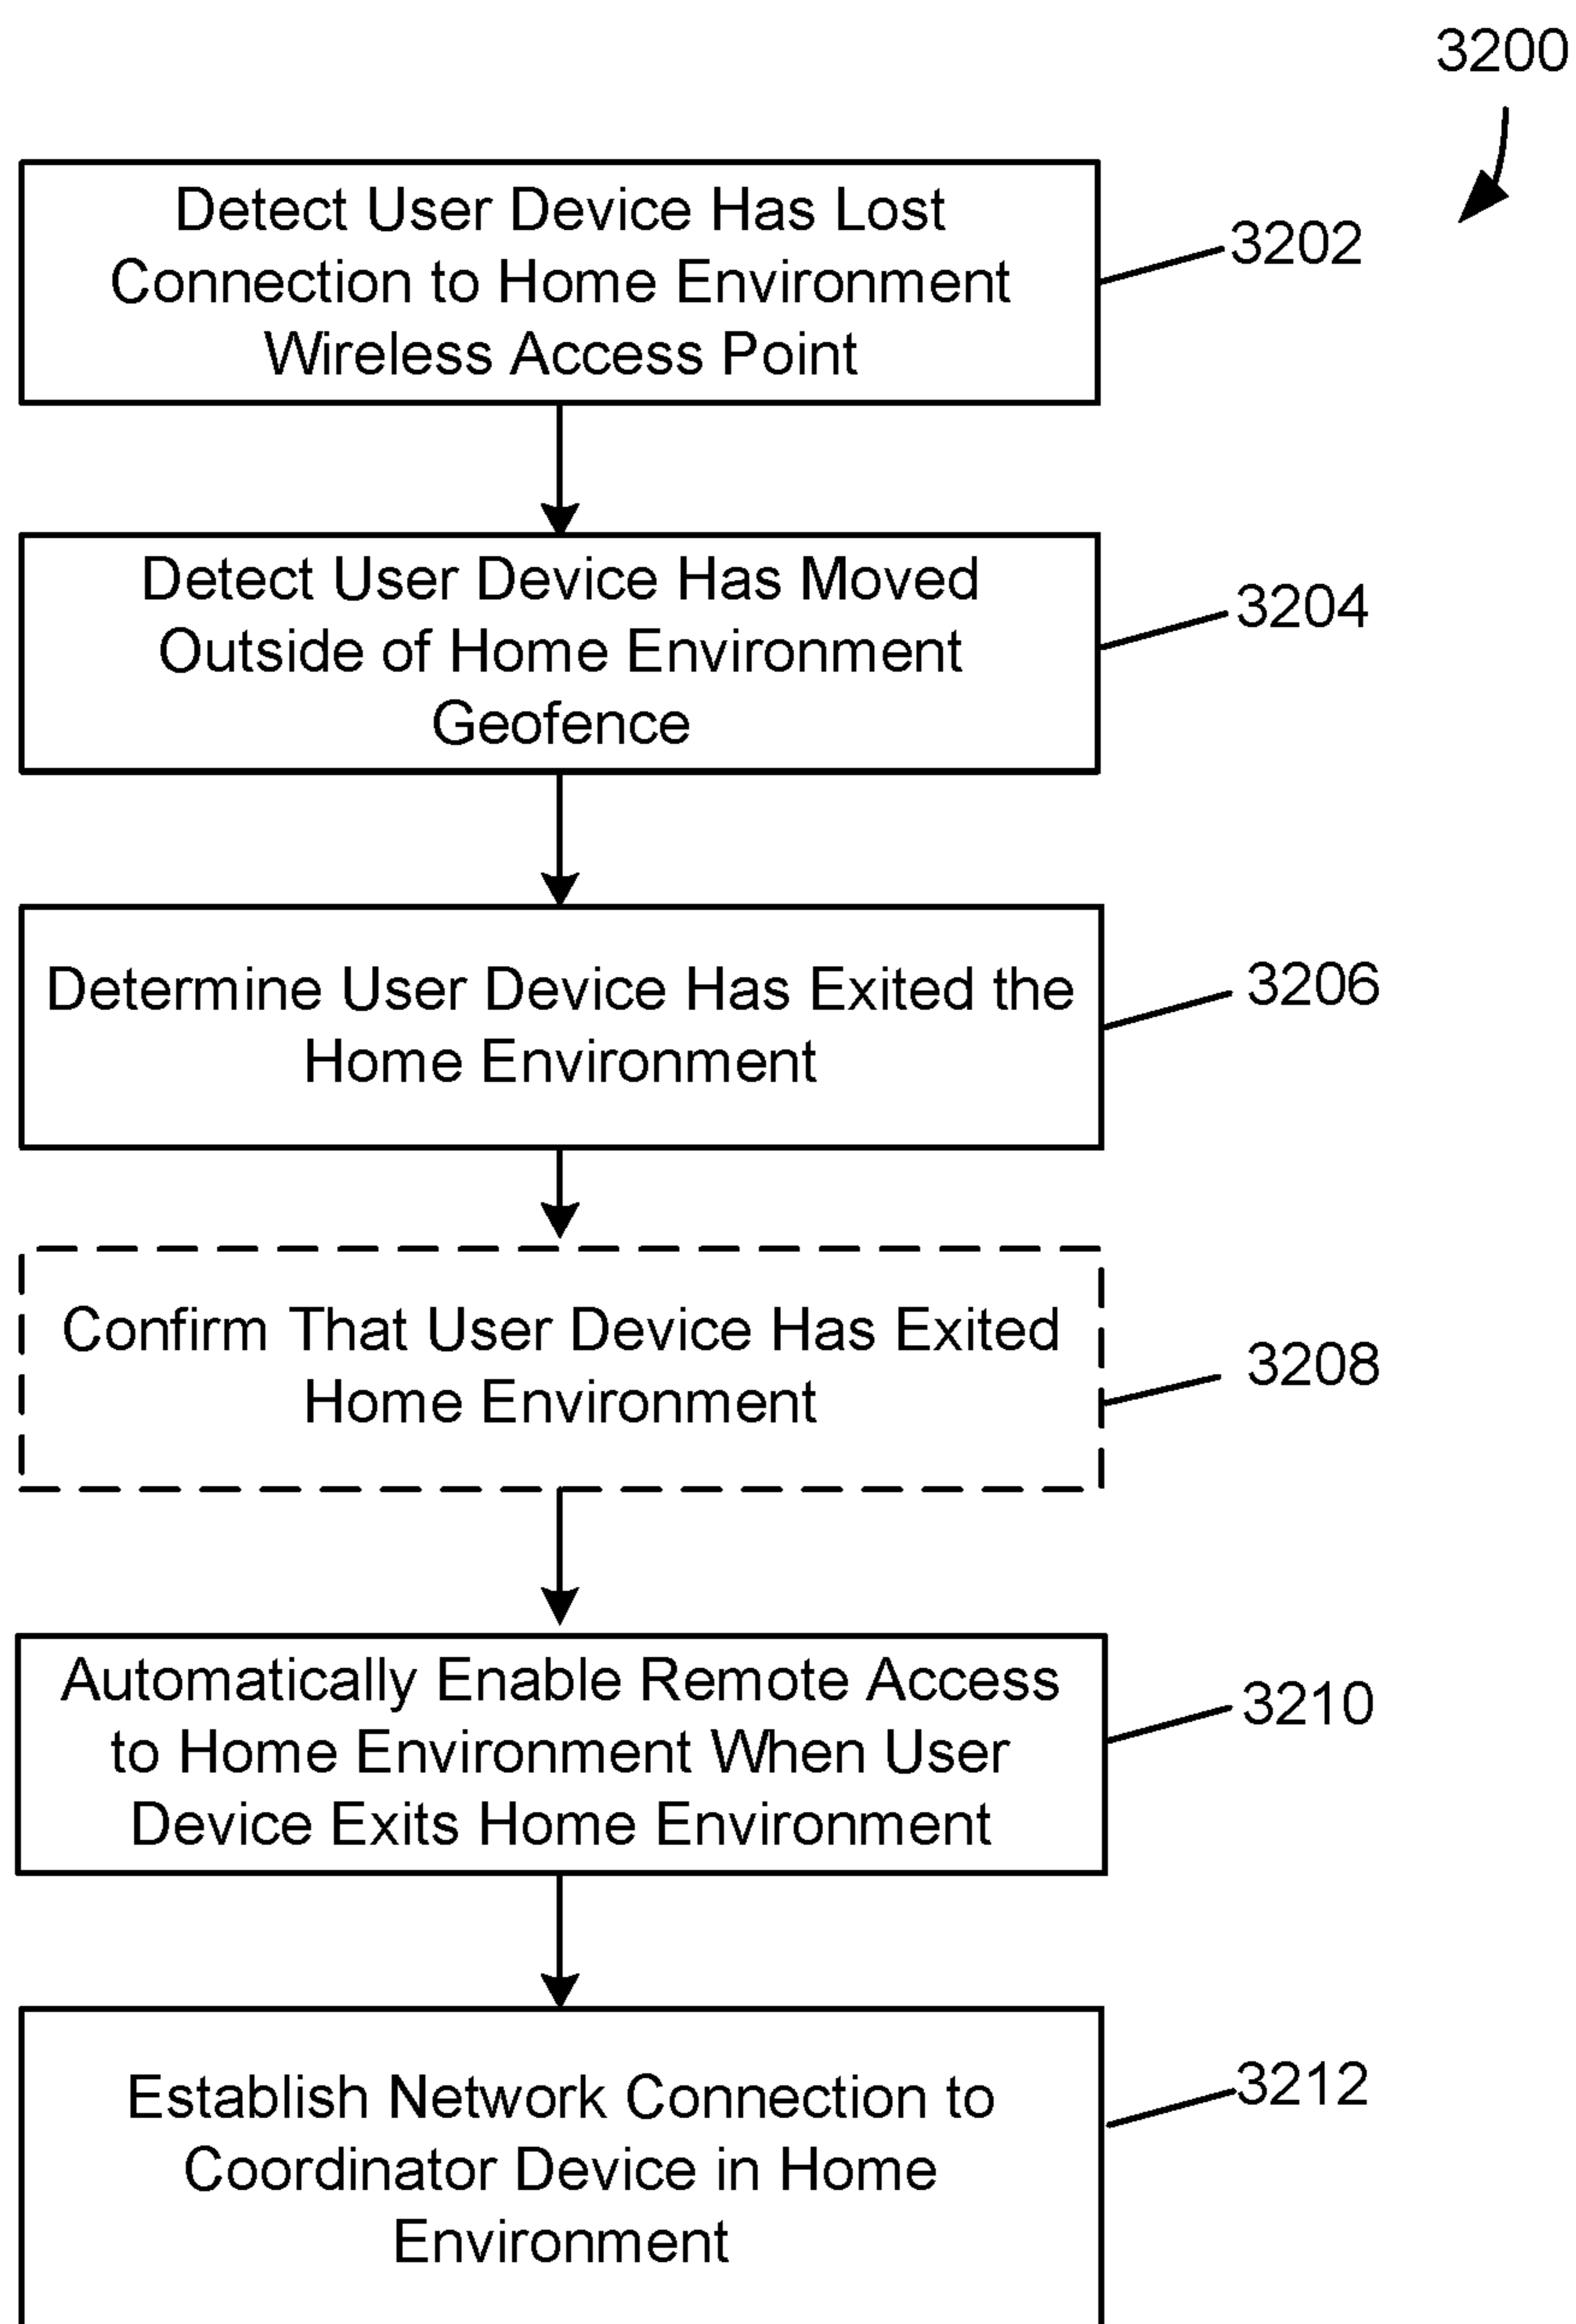 3200
Detect User Device Has Lost
Connection to Home Environment
Wireless Access Point
3202
Detect User Device Has Moved
Outside of Home Environment
Geofence
3204
Determine User Device Has Exited the
Home Environment
3206
Confirm That User Device Has Exited
Home Environment
3208
Automatically Enable Remote Access
to Home Environment When User
Device Exits Home Environment
3210
Establish Network Connection to
Coordinator Device in Home
Environment
3212